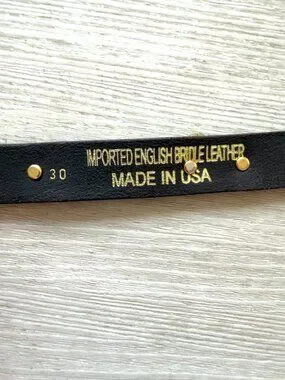 30
IMPORTED ENGLISH BRIDLE LEATHER
MADE IN USA